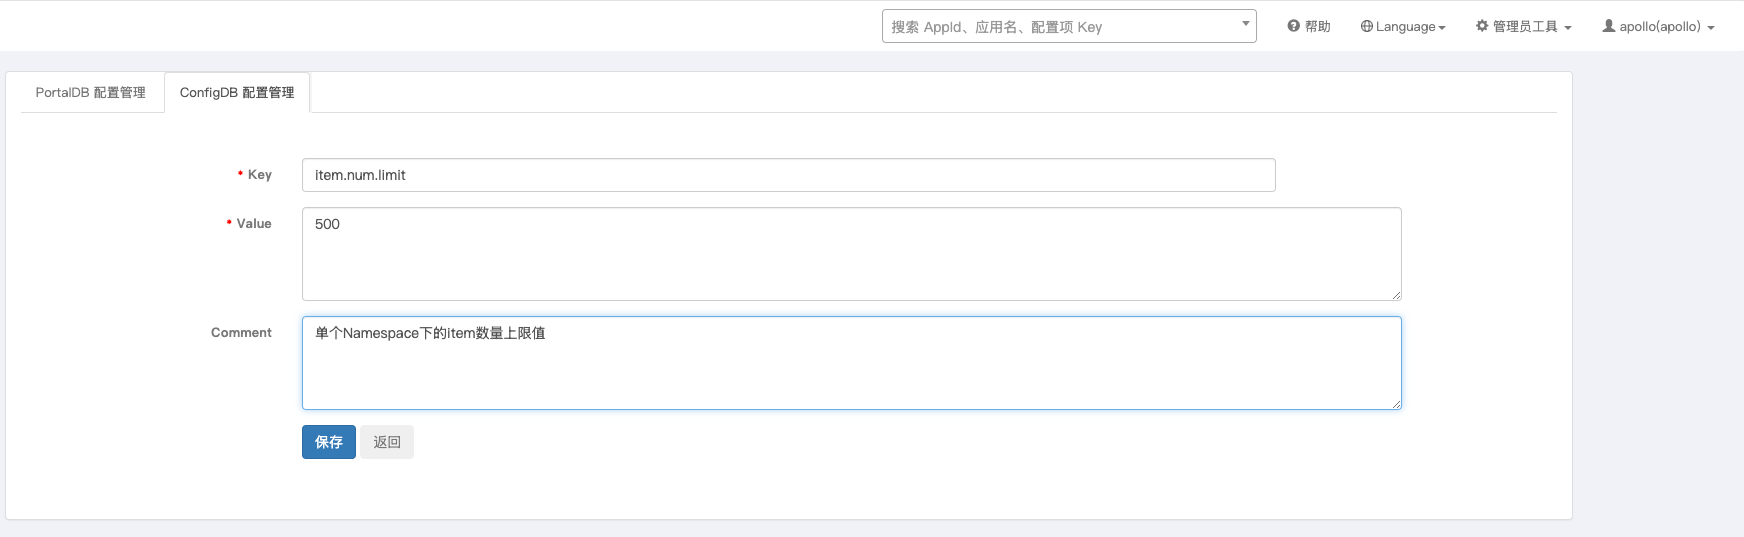 搜索 AppId、应用名、配置项 Key
帮助
Language
管理员工具
apollo(apollo)
PortalDB 配置管理
ConfigDB 配置管理
* Key
item.num.limit
* Value
500
Comment
单个Namespace下的item数量上限值
保存
返回